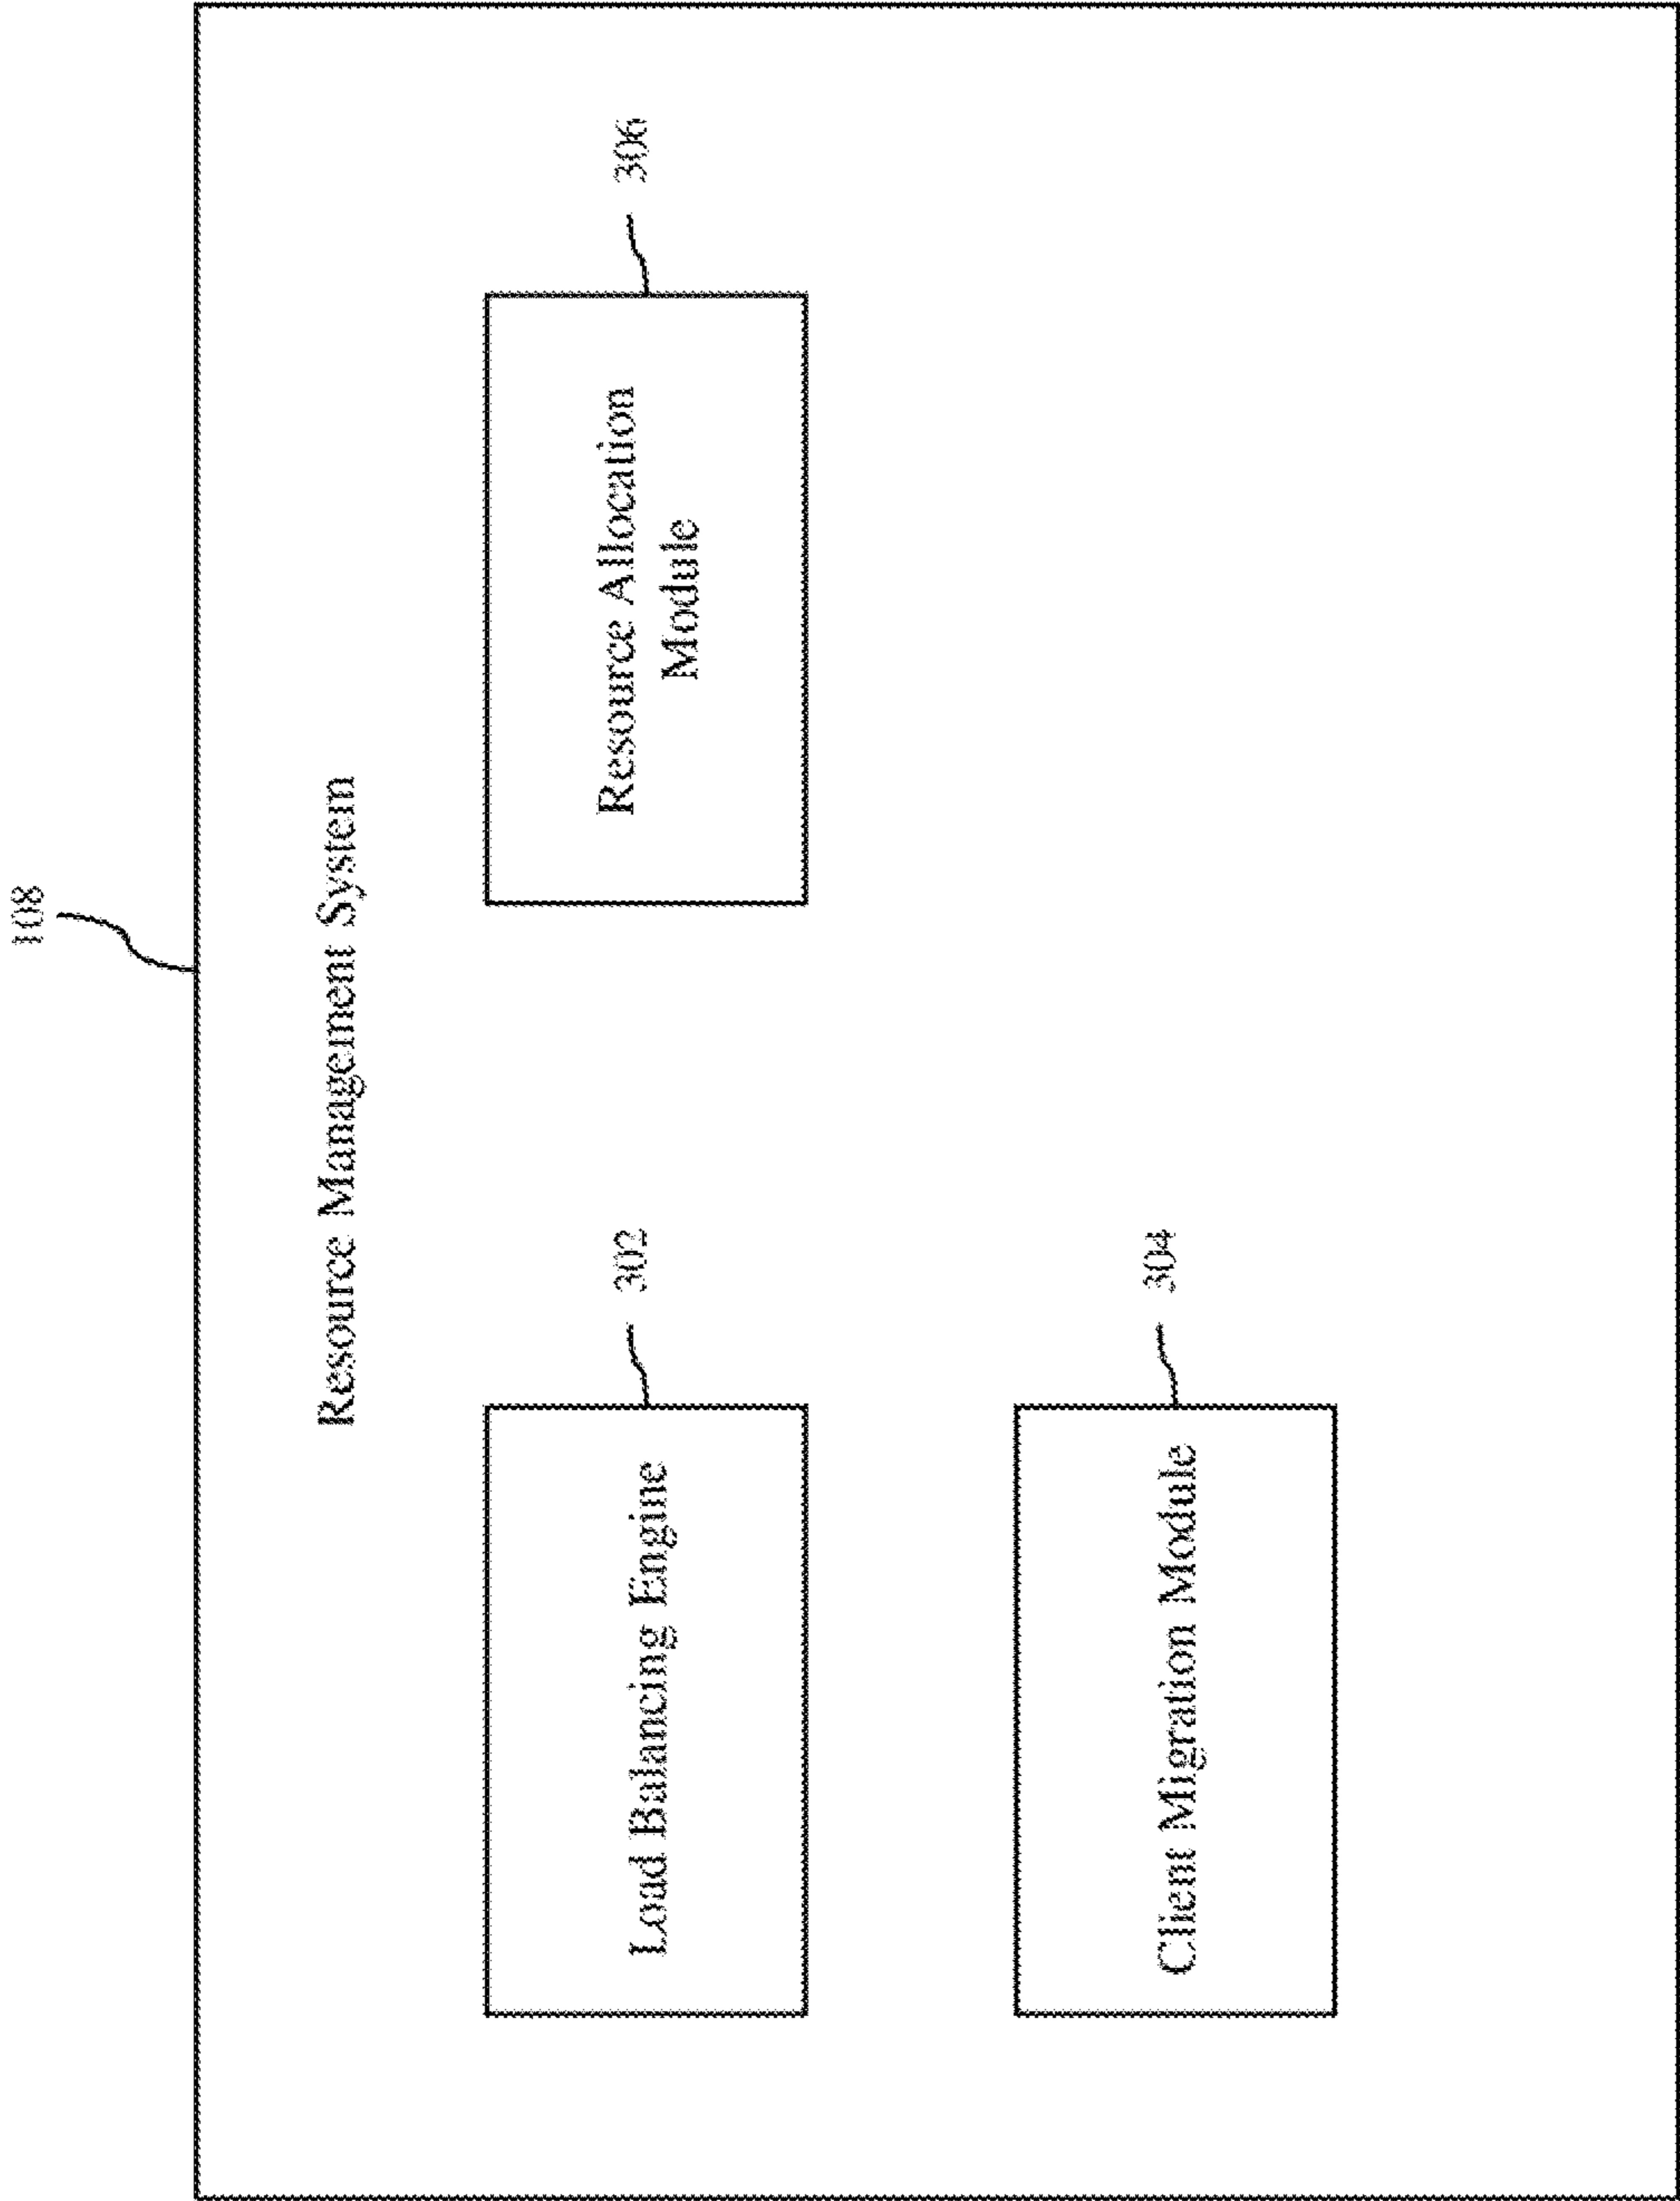 108
Resource Management System
Load Balancing Engine
302
Resource Allocation
Module
306
Client Migration Module
304